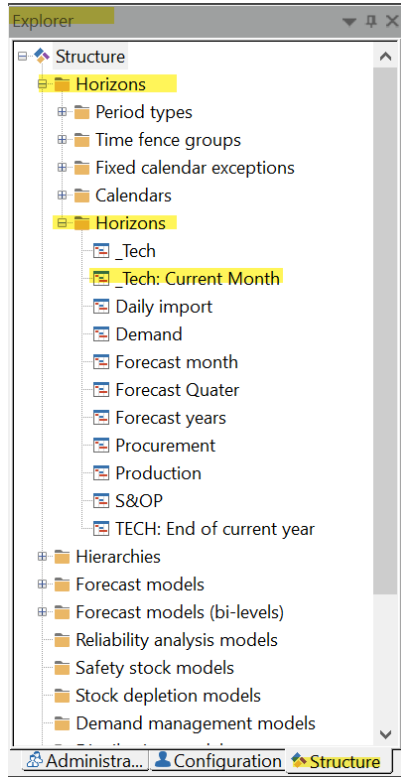 Explorer
Structure
Horizons
Period types
Time fence groups
Fixed calendar exceptions
Calendars
Horizons
_Tech
_Tech: Current Month
Daily import
Demand
Forecast month
Forecast Quater
Forecast years
Procurement
Production
S&OP
TECH: End of current year
Hierarchies
Forecast models
Forecast models (bi-levels)
Reliability analysis models
Safety stock models
Stock depletion models
Demand management models
Administra... Configuration Structure